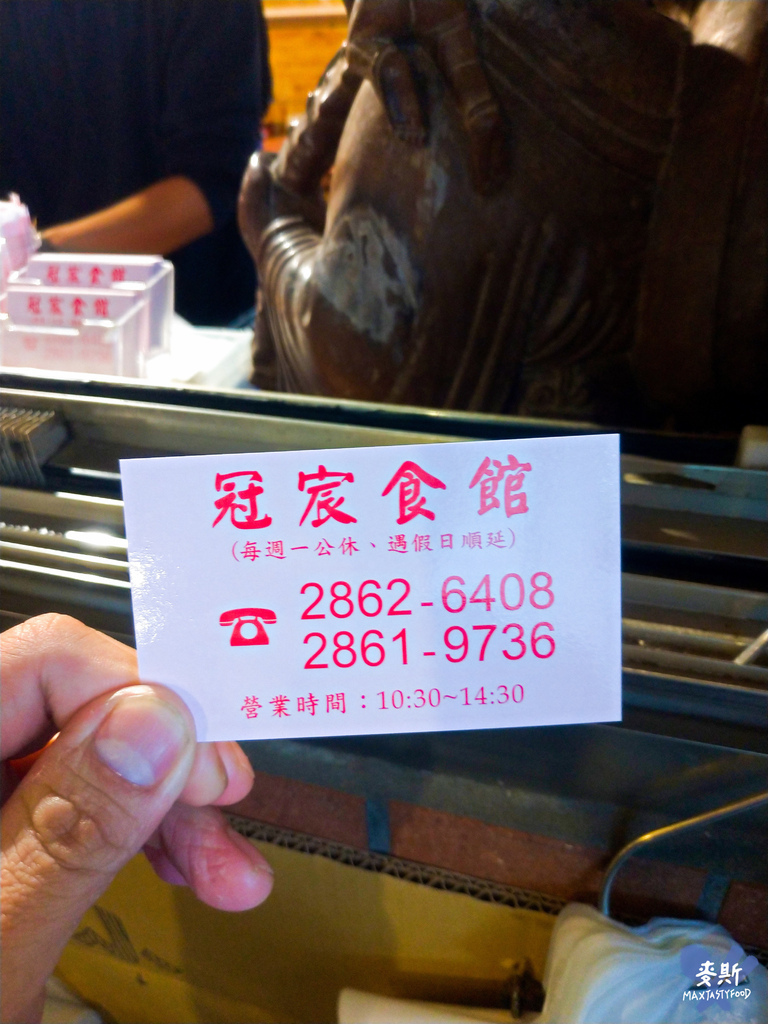 冠宸食館
冠宸食館
冠宸食館
(每週一公休、遇假日順延)
2862-6408
2861-9736
營業時間：10:30~14:30
麥斯
MAXTASTYFOOD